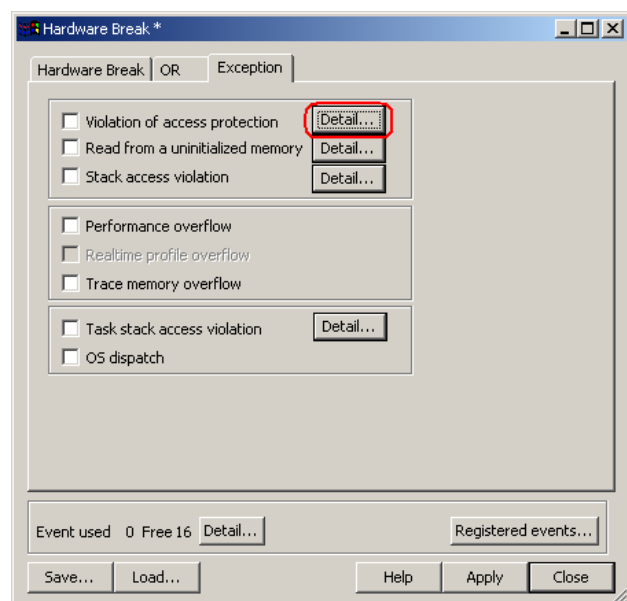 Hardware Break *
Hardware Break OR Exception
Violation of access protection Detail...
Read from a uninitialized memory Detail...
Stack access violation Detail...
Performance overflow
Realtime profile overflow
Trace memory overflow
Task stack access violation Detail...
OS dispatch
Event used 0 Free 16 Detail... Registered events...
Save... Load... Help Apply Close